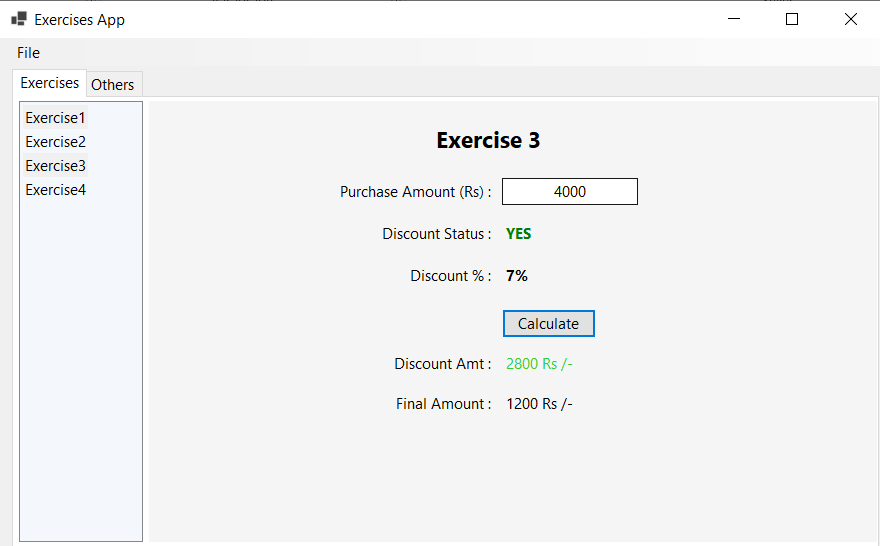 Exercises App
File
Exercises Others
Exercise1
Exercise2
Exercise3
Exercise4
Exercise 3
Purchase Amount (Rs) : 4000
Discount Status : YES
Discount % : 7%
Calculate
Discount Amt : 2800 Rs /-
Final Amount : 1200 Rs /-